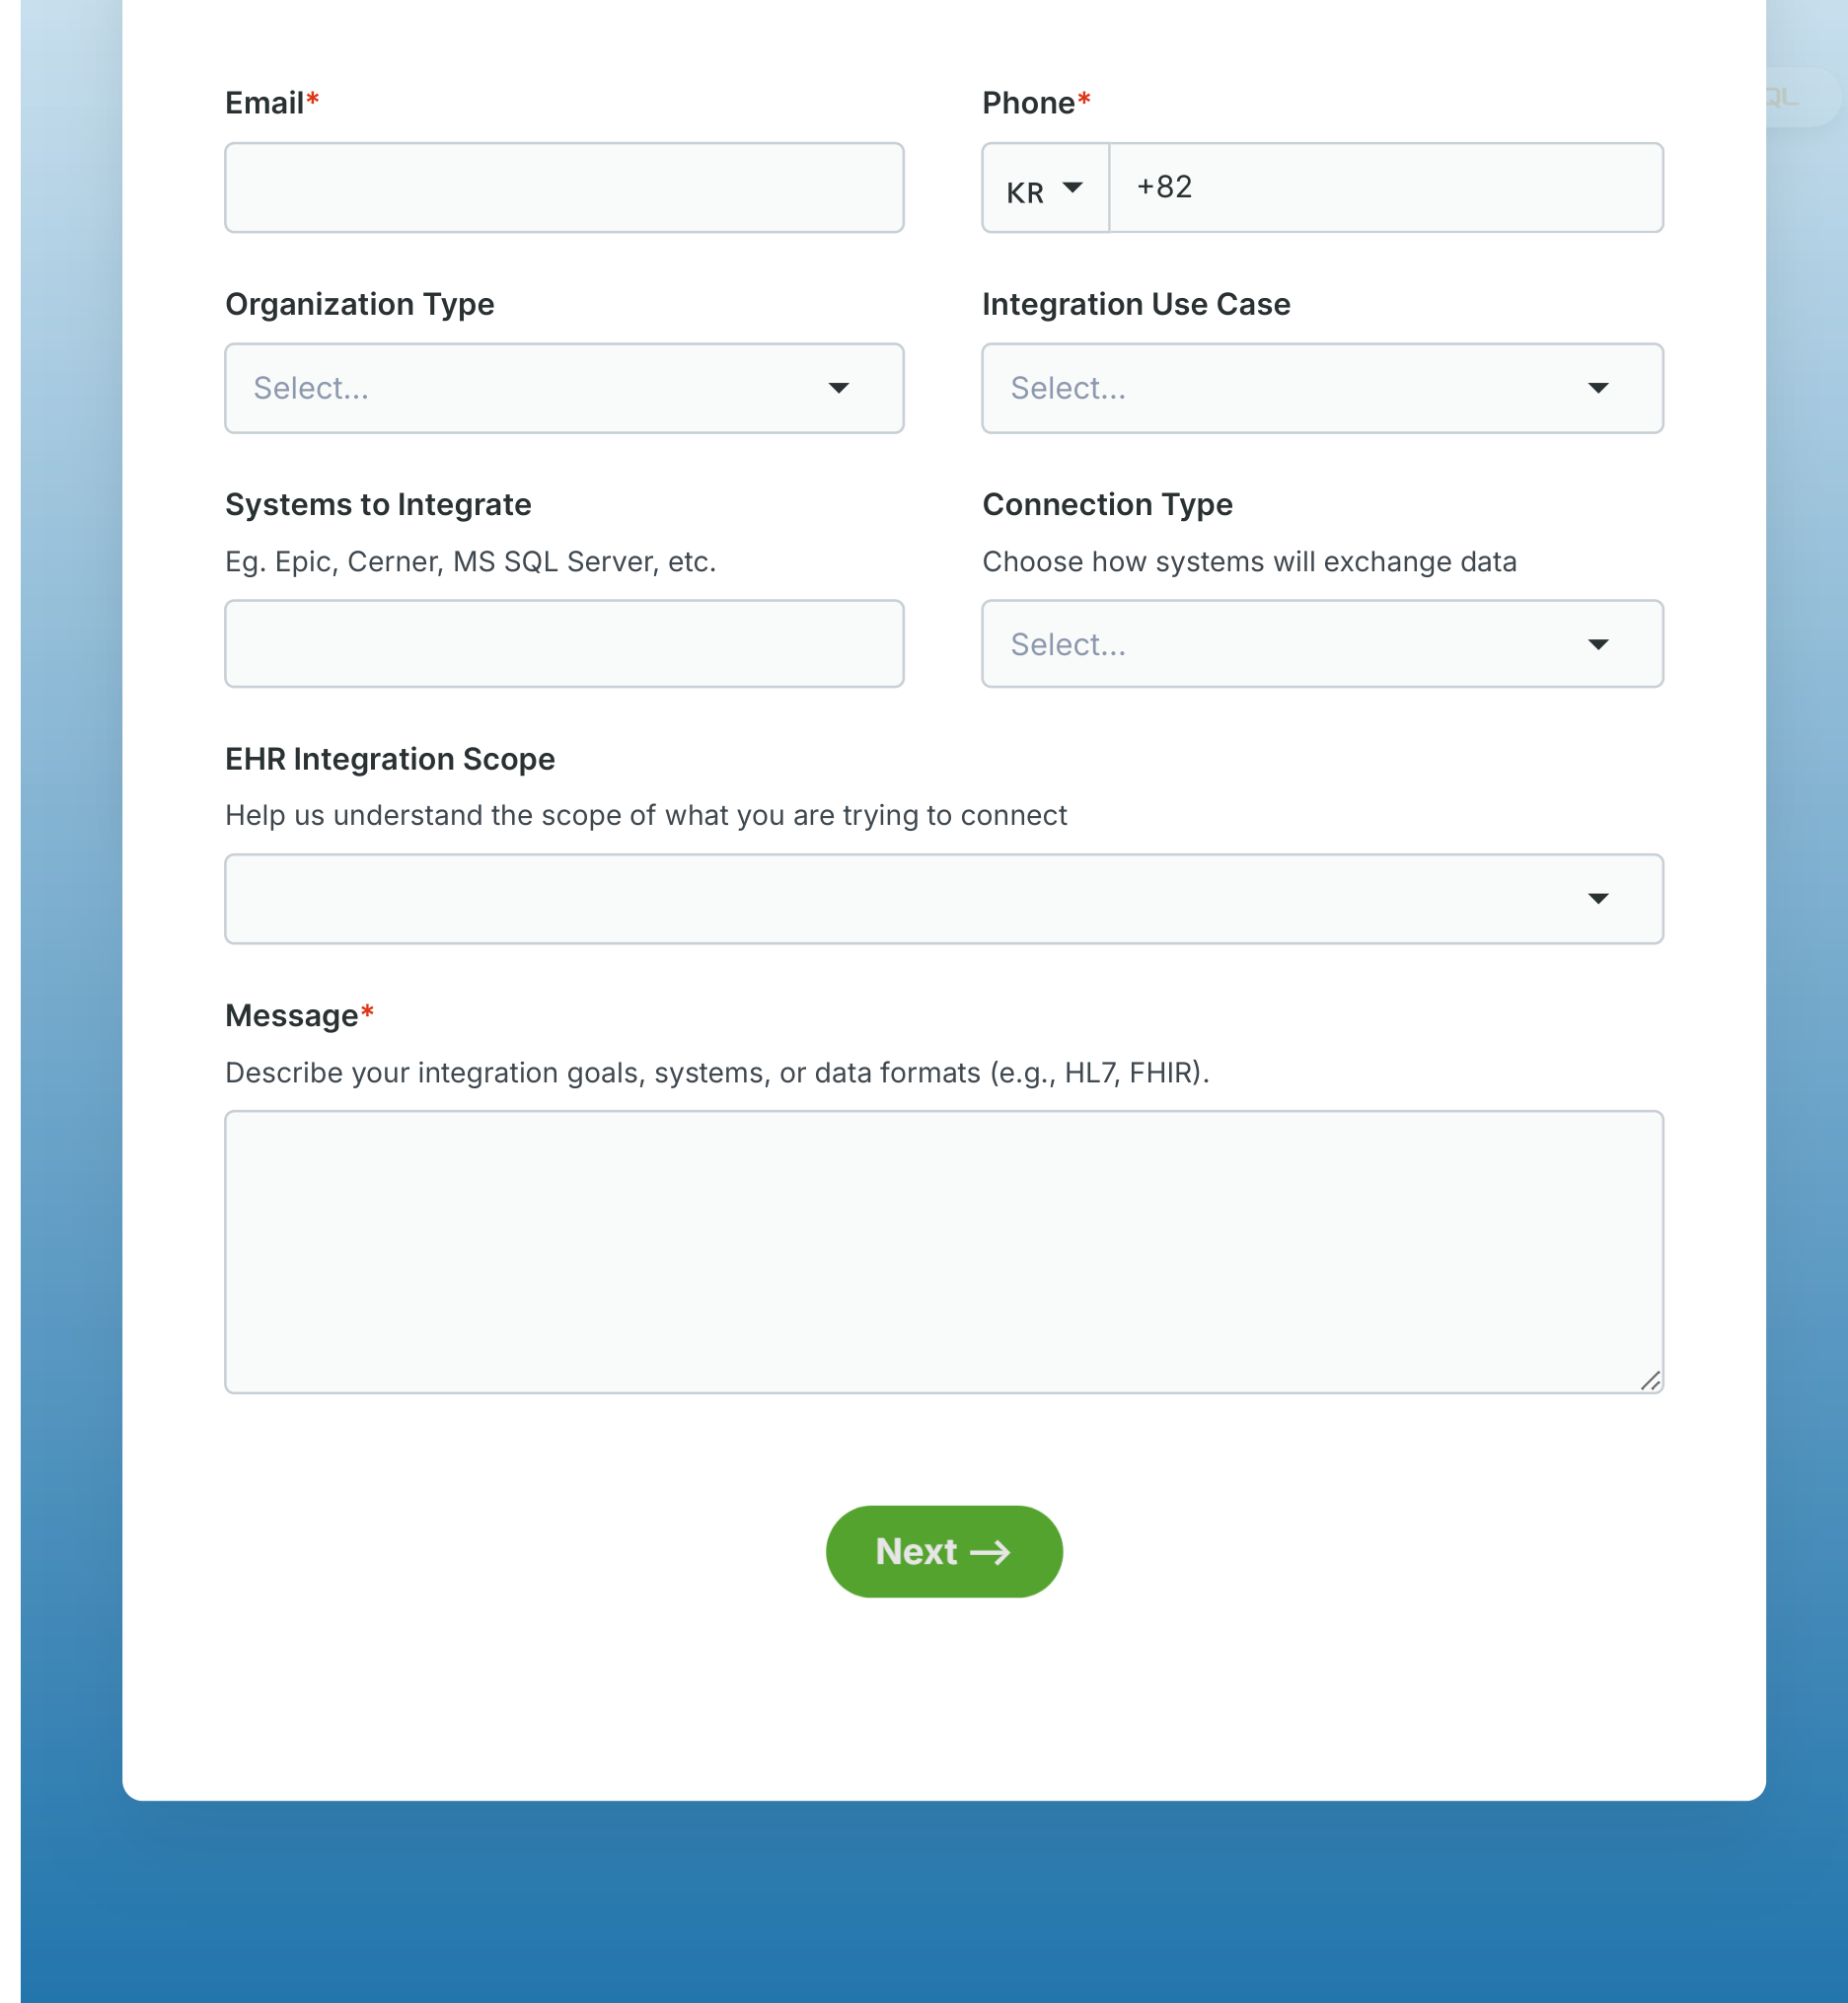 Email*
Phone*
KR
+82
Organization Type
Integration Use Case
Select...
Select...
Systems to Integrate
Connection Type
Eg. Epic, Cerner, MS SQL Server, etc.
Choose how systems will exchange data
Select...
EHR Integration Scope
Help us understand the scope of what you are trying to connect
Message*
Describe your integration goals, systems, or data formats (e.g., HL7, FHIR).
Next →